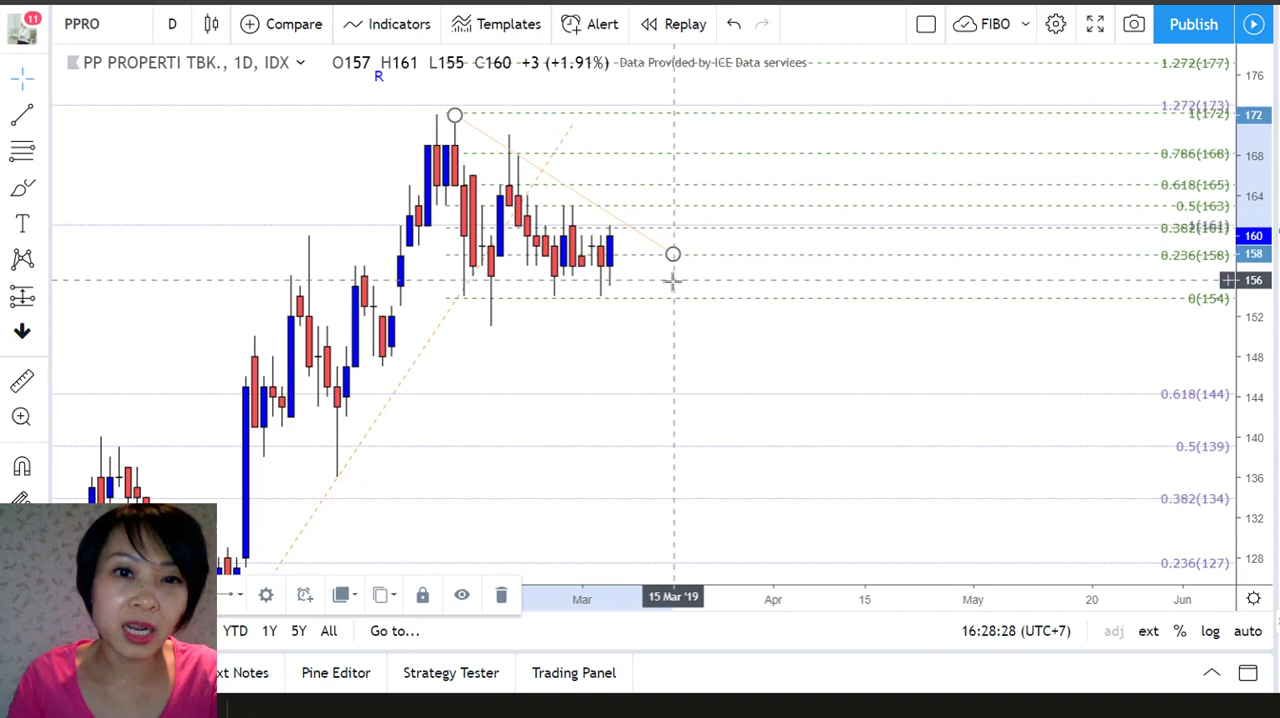 11
PPRO
D
Compare
Indicators
Templates
Alert
Replay
FIBO
Publish
PP PROPERTI TBK., 1D, IDX O157 H161 L155 C160 +3 (+1.91%) Data Provided by ICE Data services
R
1.272(177)
1.272(173)
1(172)
0.786(168)
0.618(165)
0.5(163)
1(161)
0.382(161)
0.236(158)
0(154)
0.618(144)
0.5(139)
0.382(134)
0.236(127)
176
172
168
164
160
158
156
152
148
144
140
136
132
128
Mar
15 Mar '19
Apr
15
May
20
Jun
YTD 1Y 5Y All Go to...
16:28:28 (UTC+7) adj ext % log auto
xt Notes Pine Editor Strategy Tester Trading Panel